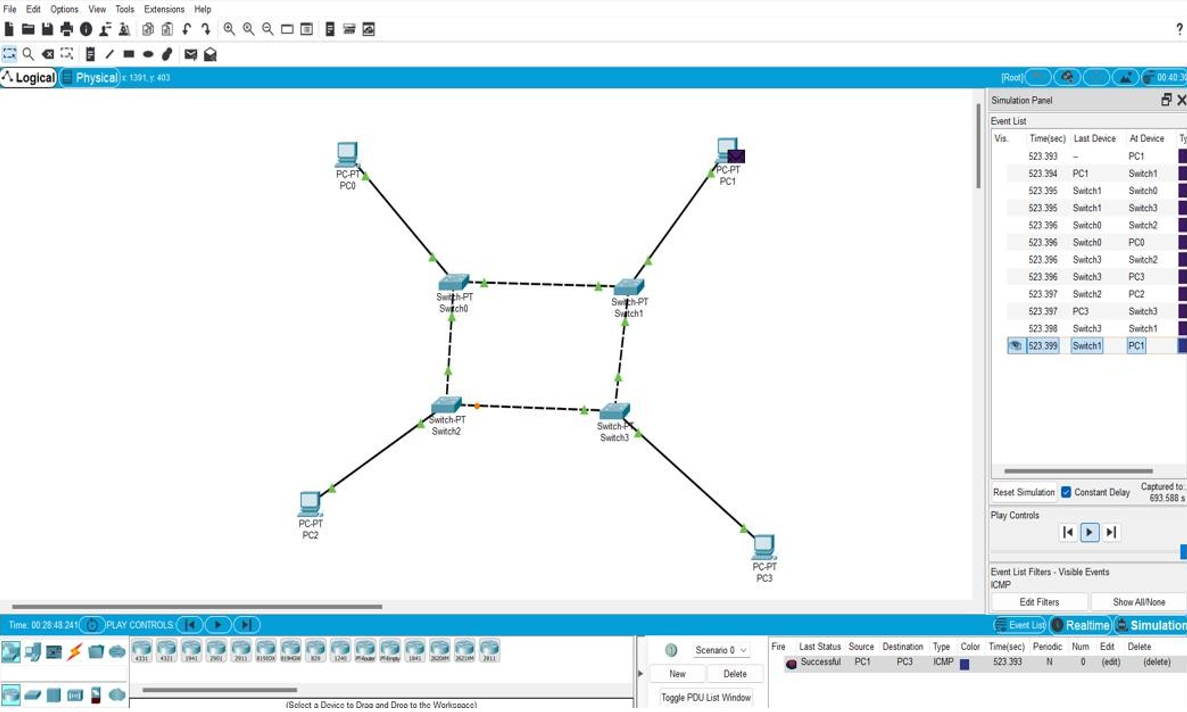 File Edit Options View Tools Extensions Help
?
Logical Physical x: 1391, y: 403 [Root] 00:40:30
Simulation Panel
Event List
Vis. Time(sec) Last Device At Device Ty
523.393 -- PC1
523.394 PC1 Switch1
523.395 Switch1 Switch0
523.395 Switch1 Switch3
523.396 Switch0 Switch2
523.396 Switch0 PC0
523.396 Switch3 Switch2
523.396 Switch3 PC3
523.397 Switch2 PC2
523.397 PC3 Switch3
523.398 Switch3 Switch1
523.399 Switch1 PC1
PC-PT
PC0
PC-PT
PC1
Switch-PT
Switch0
Switch-PT
Switch1
Switch-PT
Switch2
Switch-PT
Switch3
PC-PT
PC2
PC-PT
PC3
Reset Simulation Constant Delay Captured to:
693.588 s
Play Controls
Event List Filters - Visible Events
ICMP
Edit Filters Show All/None
Time: 00:28:48.241 PLAY CONTROLS: Event List Realtime Simulation
4331 4321 1941 2901 2911 819HGW 829 1240 PT-Router PT-Empty 1841 2620XM 2621XM 2811
Scenario 0
New Delete
Toggle PDU List Window
Fire Last Status Source Destination Type Color Time(sec) Periodic Num Edit Delete
Successful PC1 PC3 ICMP 523.393 N 0 (edit) (delete)
(Select a Device to Drag and Drop to the Workspace)